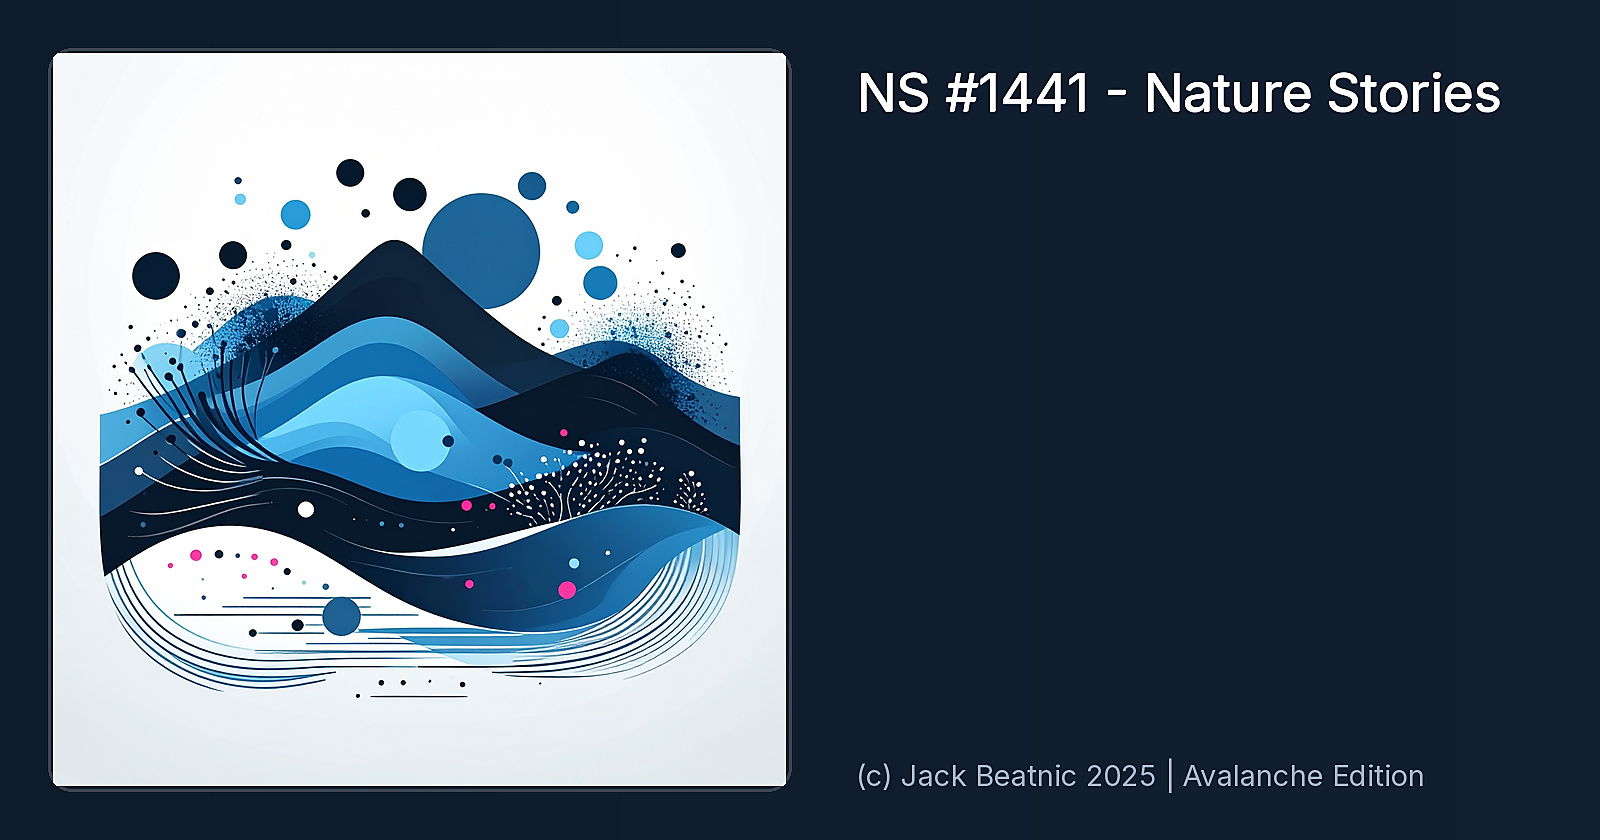 NS #1441 - Nature Stories
(c) Jack Beatnic 2025 | Avalanche Edition